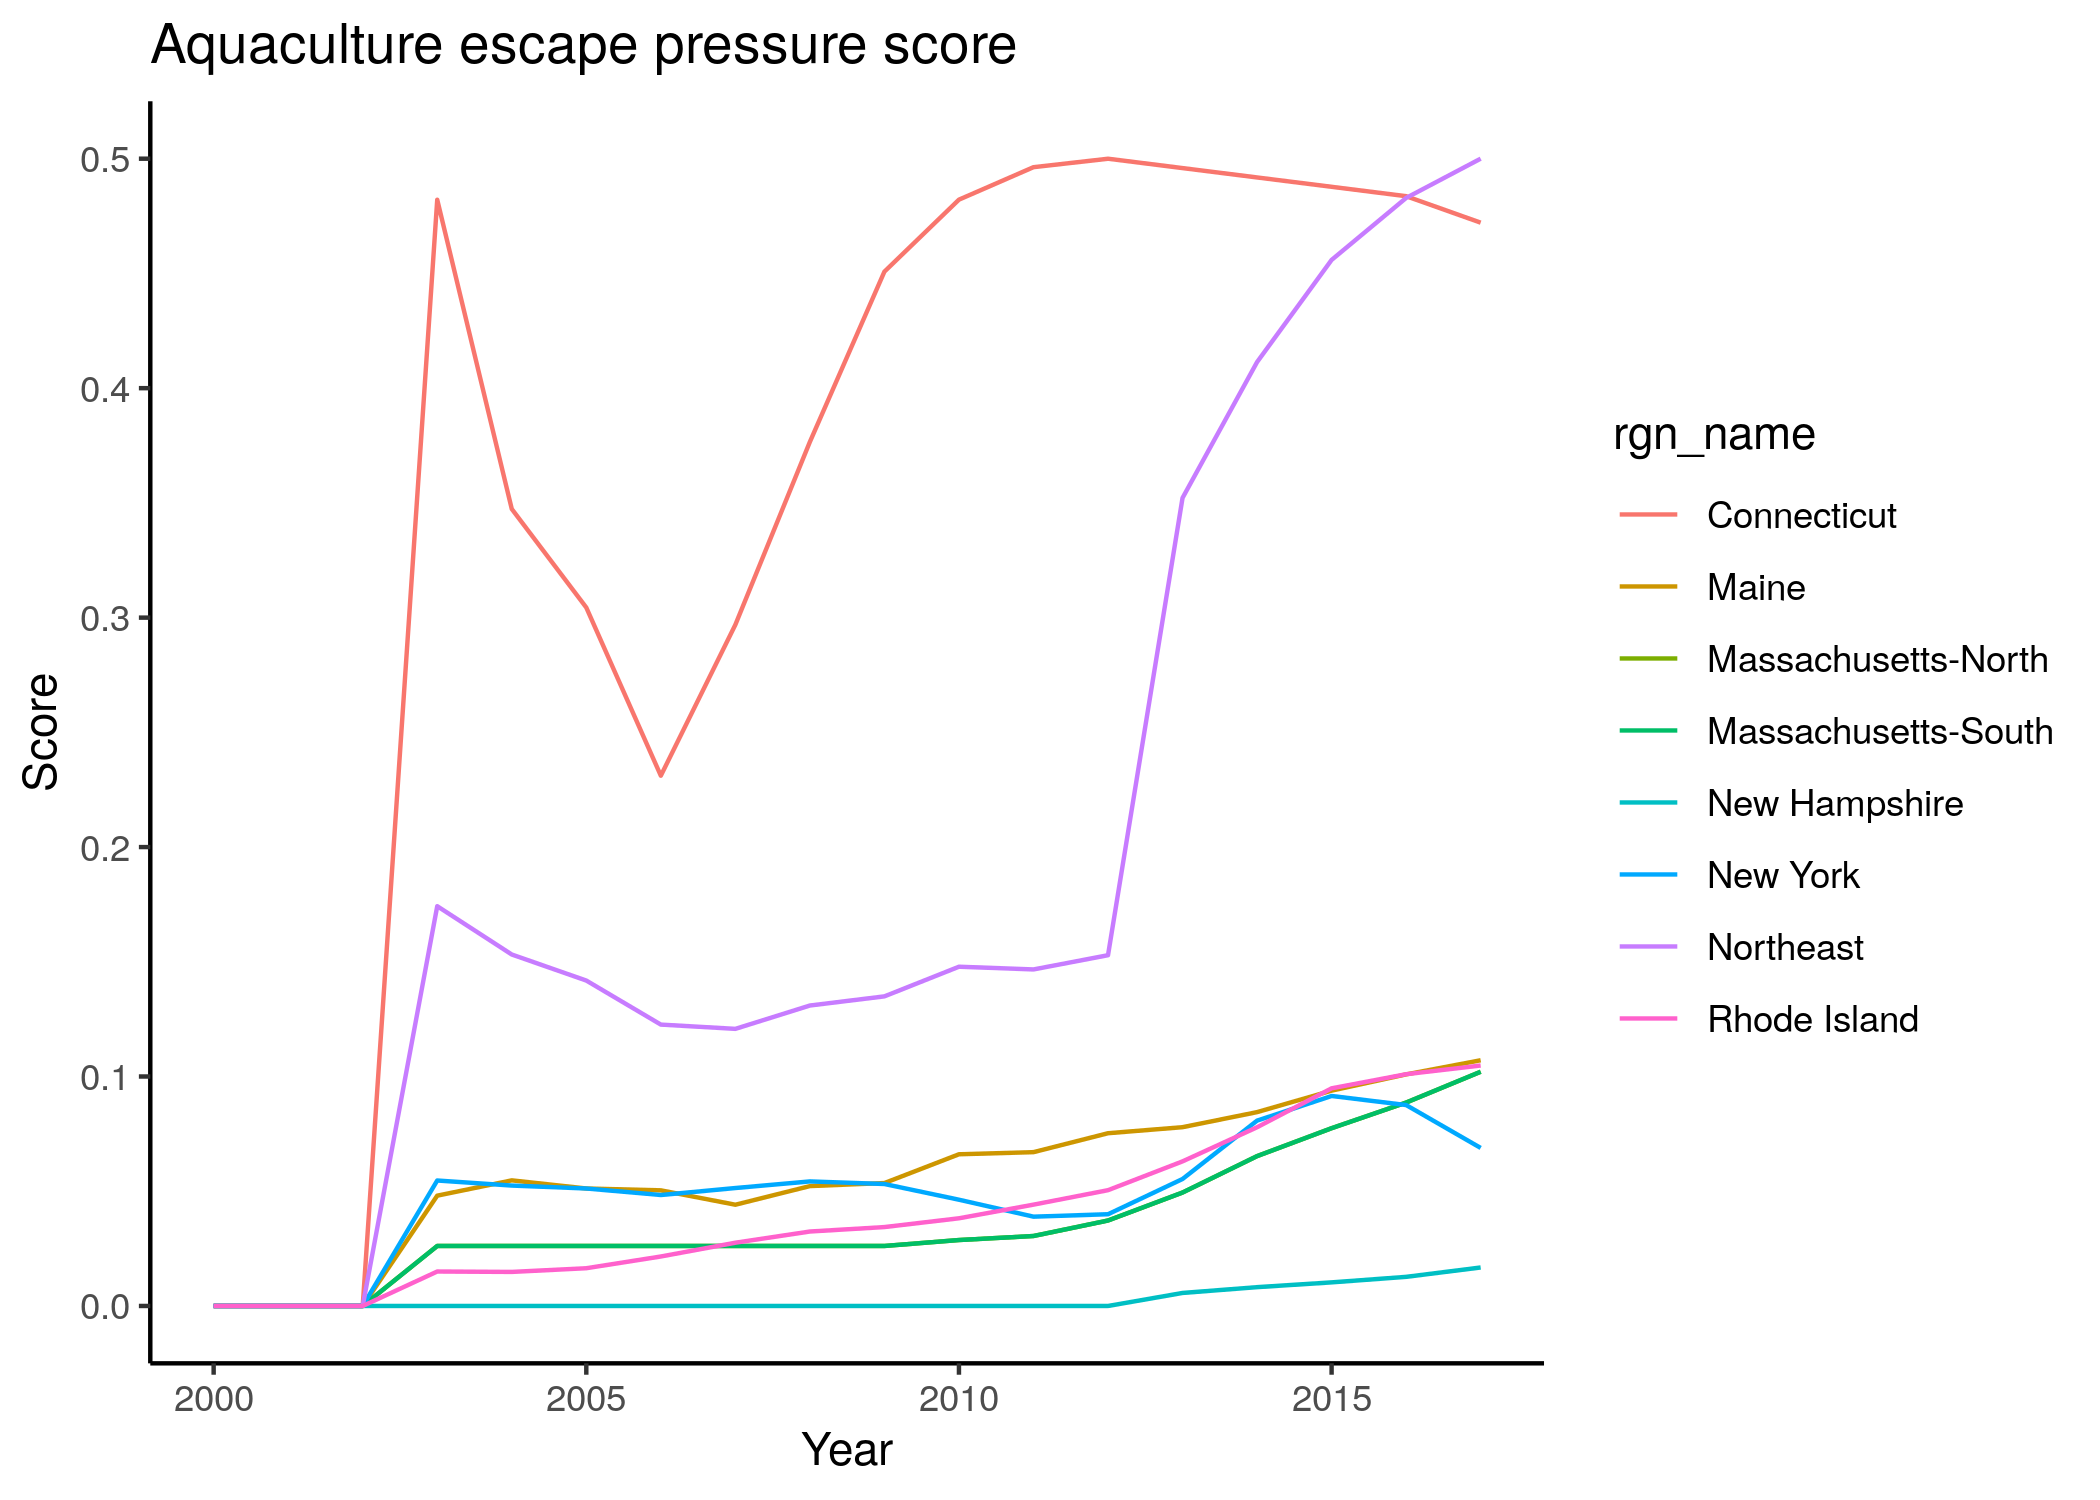 Aquaculture escape pressure score
0.5
0.4
0.3
0.2
0.1
0.0
Score
2000 2005 2010 2015
Year
rgn_name
Connecticut
Maine
Massachusetts-North
Massachusetts-South
New Hampshire
New York
Northeast
Rhode Island